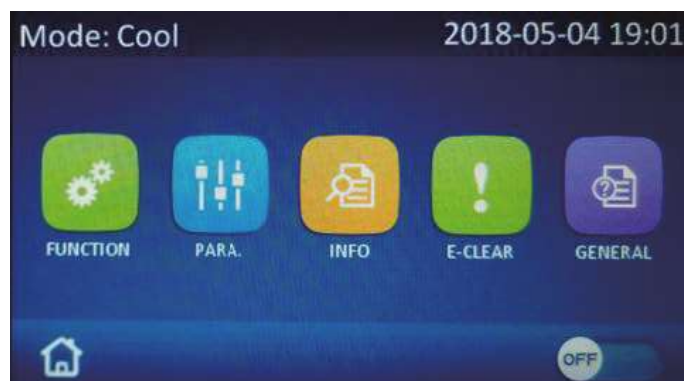 Mode: Cool 2018-05-04 19:01
FUNCTION PARA. INFO E-CLEAR GENERAL
OFF